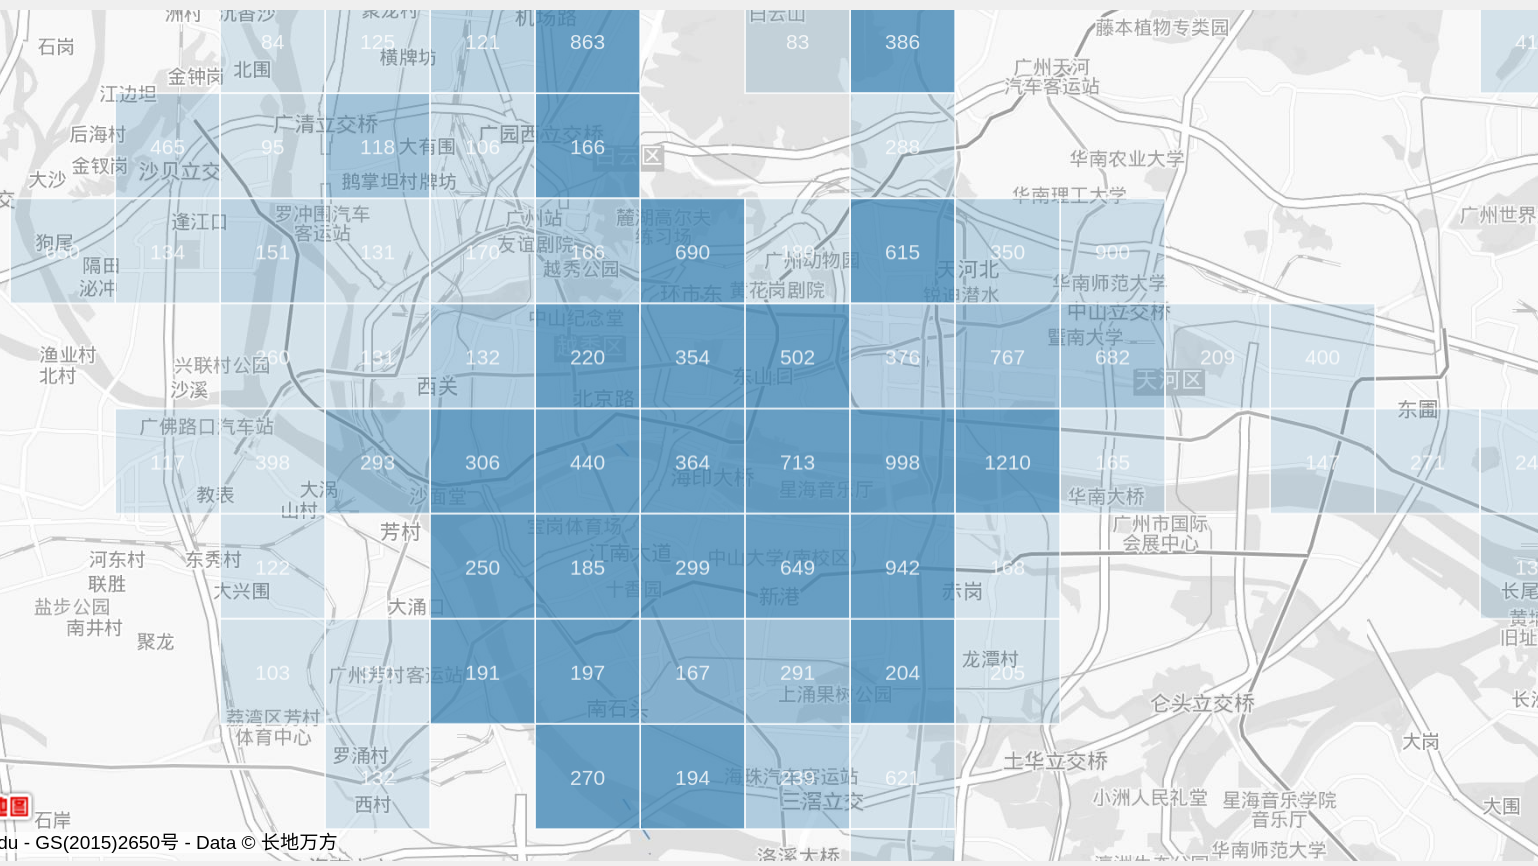 机场路
白云山
藤本植物专类园
石岗
84
125
121
863
83
386
41
横牌坊
金钟岗
北围
广州天河
汽车客运站
江边坦
后海村
广清立交桥
广园西立交桥
465
95
118
大有围
106
166
白云区
288
金钗岗
沙贝立交
华南农业大学
大沙
鹅掌坦村牌坊
华南理工大学
交
逢江口
罗冲围汽车
客运站
广州站
麓湖高尔夫
练习场
广州世界
狗尾
134
151
131
170
友谊剧院
166
690
615
350
900
隔田
泌冲
越秀公园
广州动物园
天河北
锐迪潜水
华南师范大学
环市东
黄花岗剧院
中山纪念堂
越秀区
中山立交桥
暨南大学
渔业村
北村
兴联村公园
260
131
132
220
354
502
376
767
682
209
400
沙溪
西关
北京路
东山口
天河区
东圃
广佛路口汽车站
117
398
293
306
440
364
713
998
1210
165
147
271
24
教表
大涡
山村
沙面堂
海印大桥
星海音乐厅
华南大桥
芳村
宝岗体育场
江南大道
中山大学(南校区)
广州市国际
会展中心
河东村
东秀村
122
250
185
299
649
942
168
13
联胜
大兴围
十香园
新港
赤岗
长尾
盐步公园
大涌口
南井村
聚龙
旧址
103
广州芳村客运站
191
197
167
291
204
龙潭村
205
上涌果树公园
南石头
仑头立交桥
荔湾区芳村
体育中心
罗涌村
132
270
194
海珠汽车客运站
621
土华立交桥
大岗
西村
三滘立交
小洲人民礼堂
星海音乐学院
音乐厅
大围
地图
石岸
du - GS(2015)2650号 - Data © 长地万方
洛溪大桥
华南师范大学